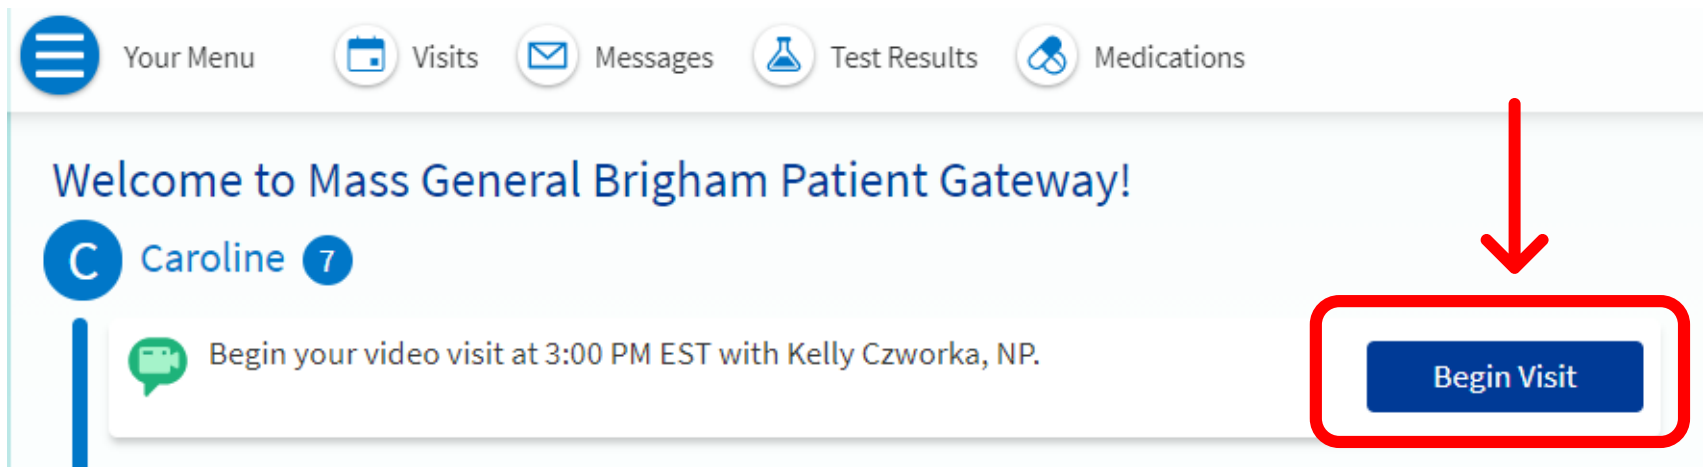 Your Menu Visits Messages Test Results Medications
Welcome to Mass General Brigham Patient Gateway!
C Caroline 7
Begin your video visit at 3:00 PM EST with Kelly Czworka, NP.
Begin Visit